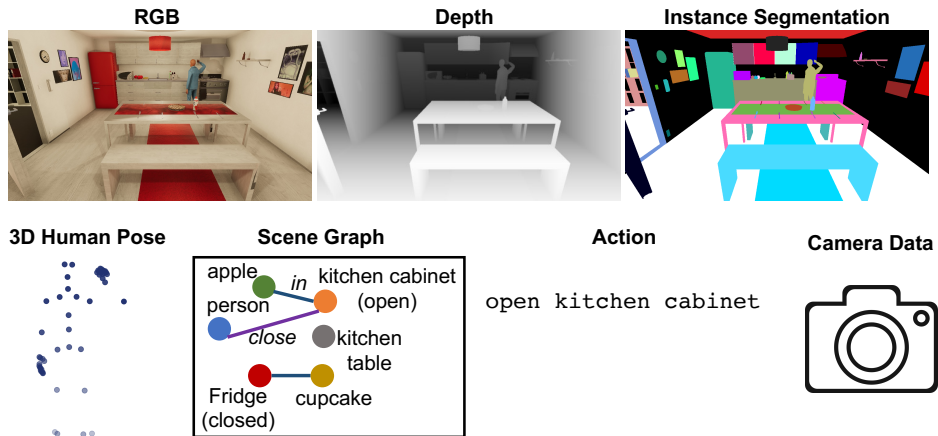 RGB
Depth
Instance Segmentation
3D Human Pose
Scene Graph
Action
Camera Data
apple
in
kitchen cabinet
(open)
person
close
kitchen
table
Fridge
(closed)
cupcake
open kitchen cabinet